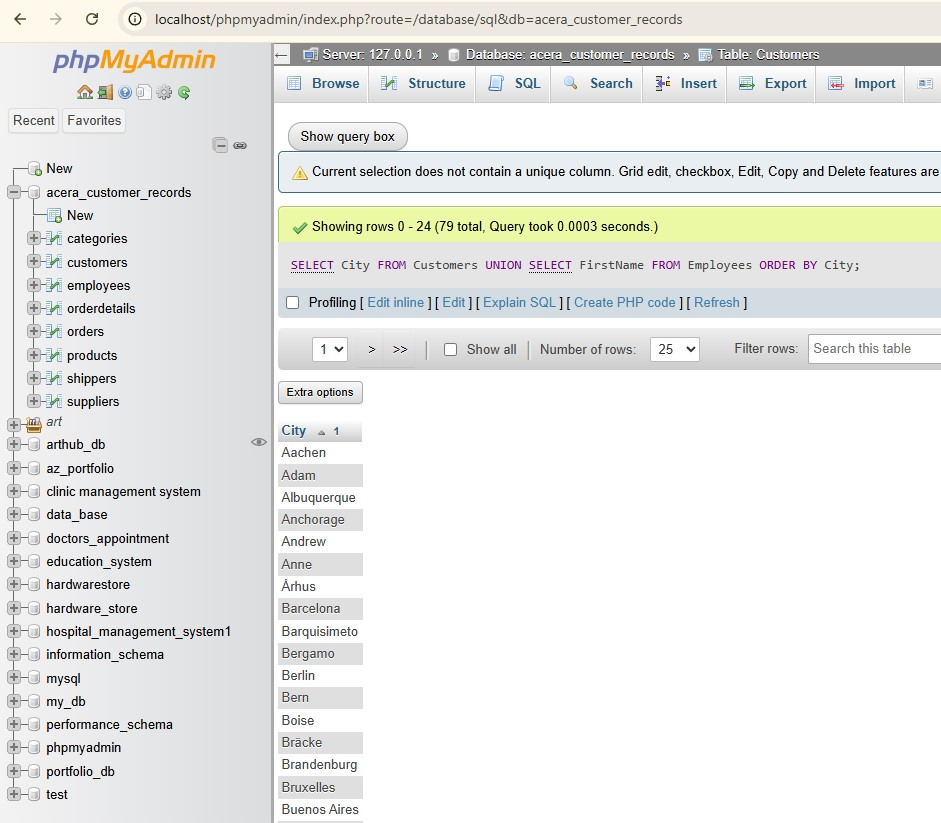 localhost/phpmyadmin/index.php?route=/database/sql&db=acera_customer_records
phpMyAdmin
Recent Favorites
New
acera_customer_records
New
categories
customers
employees
orderdetails
orders
products
shippers
suppliers
art
arthub_db
az_portfolio
clinic management system
data_base
doctors_appointment
education_system
hardwarestore
hardware_store
hospital_management_system1
information_schema
mysql
my_db
performance_schema
phpmyadmin
portfolio_db
test
Server: 127.0.0.1 » Database: acera_customer_records » Table: Customers
Browse Structure SQL Search Insert Export Import
Show query box
Current selection does not contain a unique column. Grid edit, checkbox, Edit, Copy and Delete features are
Showing rows 0 - 24 (79 total, Query took 0.0003 seconds.)
SELECT City FROM Customers UNION SELECT FirstName FROM Employees ORDER BY City;
Profiling [ Edit inline ] [ Edit ] [ Explain SQL ] [ Create PHP code ] [ Refresh ]
1 > >> Show all Number of rows: 25 Filter rows: Search this table
Extra options
City 1
Aachen
Adam
Albuquerque
Anchorage
Andrew
Anne
Århus
Barcelona
Barquisimeto
Bergamo
Berlin
Bern
Boise
Bräcke
Brandenburg
Bruxelles
Buenos Aires